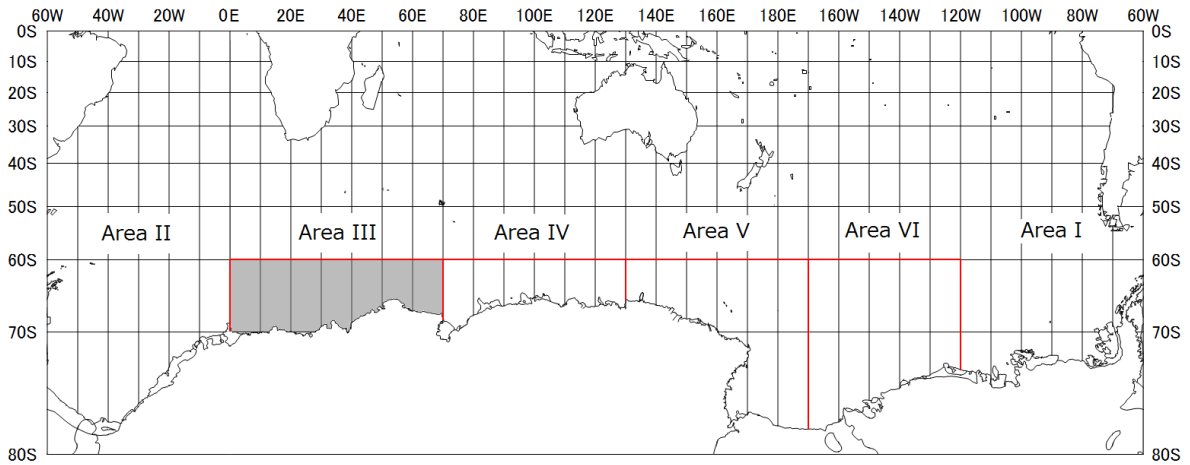 60W 40W 20W 0E 20E 40E 60E 80E 100E 120E 140E 160E 180E 160W 140W 120W 100W 80W 60W
0S 0S
10S 10S
20S 20S
30S 30S
40S 40S
50S 50S
Area II Area III Area IV Area V Area VI Area I
60S 60S
70S 70S
80S 80S